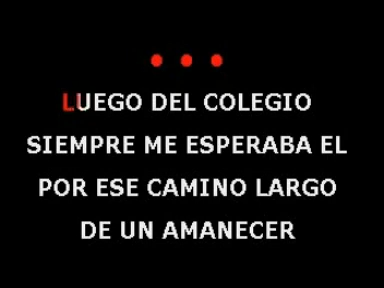 LUEGO DEL COLEGIO
SIEMPRE ME ESPERABA EL
POR ESE CAMINO LARGO
DE UN AMANECER